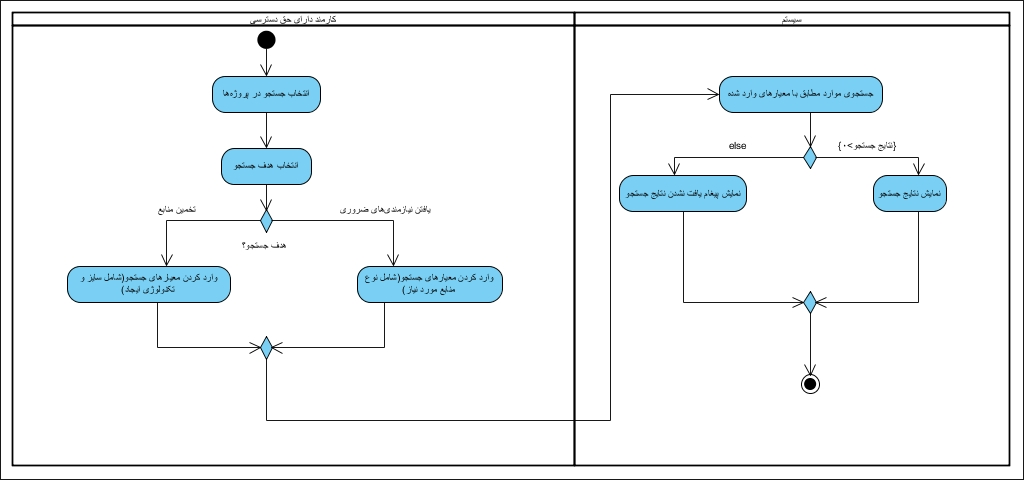 کارمند دارای حق دسترسی
سیستم
انتخاب جستجو در پروژه‌ها
انتخاب هدف جستجو
تخمین منابع
یافتن نیازمندی‌های ضروری
هدف جستجو؟
وارد کردن معیارهای جستجو(شامل سایز و
تکنولوژی ایجاد)
وارد کردن معیارهای جستجو(شامل نوع
منابع مورد نیاز)
جستجوی موارد مطابق با معیارهای وارد شده
else
{نتایج جستجو>۰}
نمایش پیغام یافت نشدن نتایج جستجو
نمایش نتایج جستجو